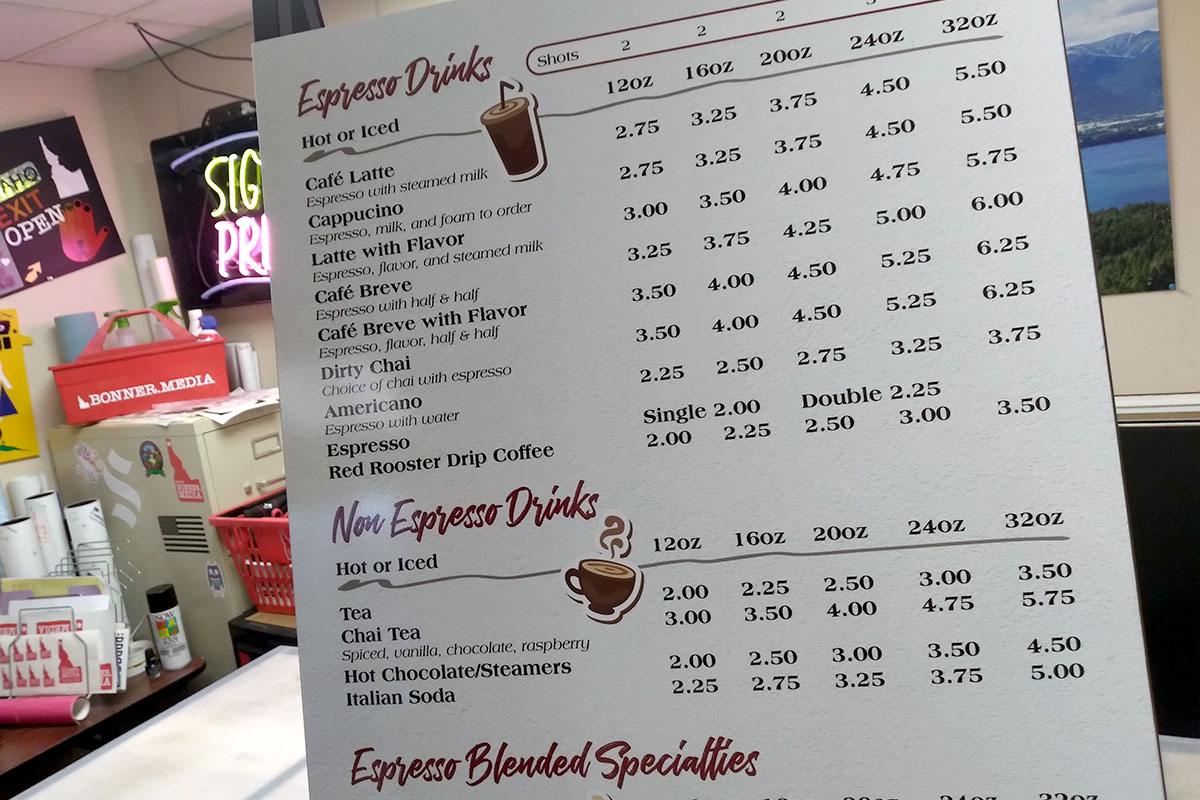 Shots 2 2 2
Espresso Drinks
Hot or Iced 12oz 16oz 20oz 24oz 32oz
Café Latte 2.75 3.25 3.75 4.50 5.50
Espresso with steamed milk
Cappucino 2.75 3.25 3.75 4.50 5.50
Espresso, milk, and foam to order
Latte with Flavor 3.00 3.50 4.00 4.75 5.75
Espresso, flavor, and steamed milk
Café Breve 3.25 3.75 4.25 5.00 6.00
Espresso with half & half
Café Breve with Flavor 3.50 4.00 4.50 5.25 6.25
Espresso, flavor, half & half
Dirty Chai 3.50 4.00 4.50 5.25 6.25
Choice of chai with espresso
Americano 2.25 2.50 2.75 3.25 3.75
Espresso with water
Espresso Single 2.00 Double 2.25
Red Rooster Drip Coffee 2.00 2.25 2.50 3.00 3.50
Non Espresso Drinks
Hot or Iced 12oz 16oz 20oz 24oz 32oz
Tea 2.00 2.25 2.50 3.00 3.50
Chai Tea 3.00 3.50 4.00 4.75 5.75
Spiced, vanilla, chocolate, raspberry
Hot Chocolate/Steamers 2.00 2.50 3.00 3.50 4.50
Italian Soda 2.25 2.75 3.25 3.75 5.00
Espresso Blended Specialties
EXIT
OPEN
SIG
PRI
BONNER.MEDIA